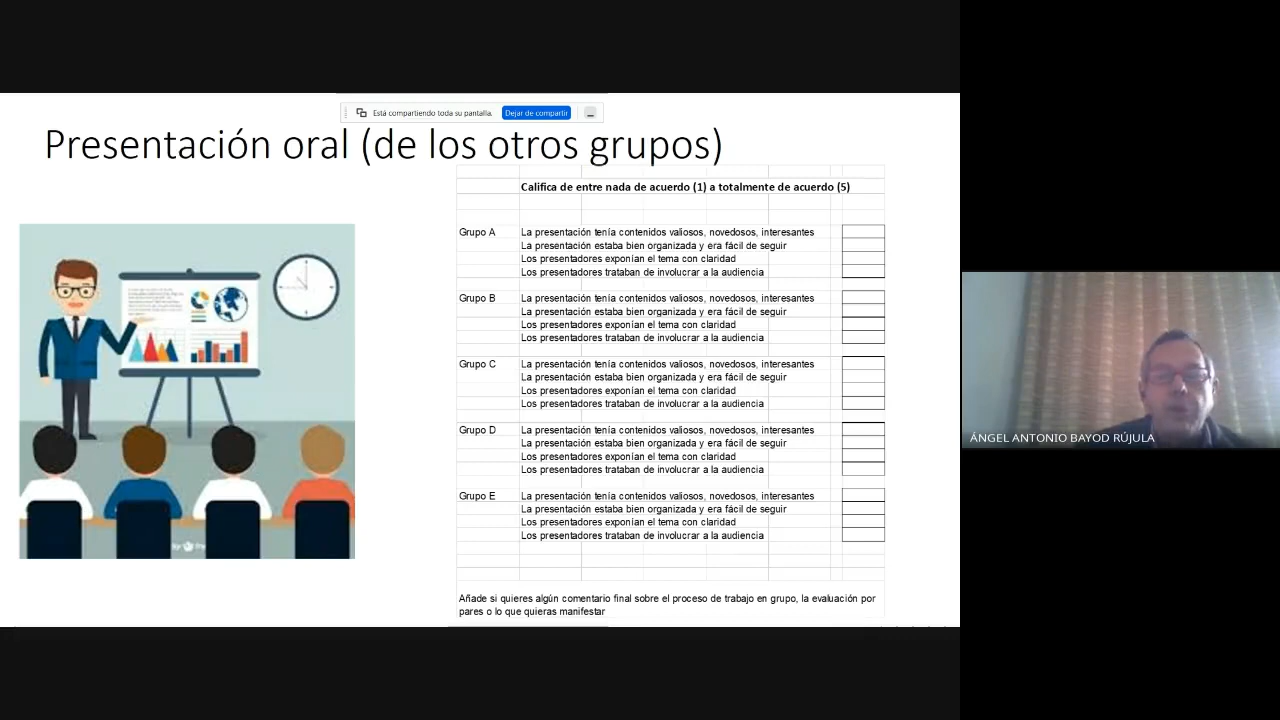 Está compartiendo toda su pantalla.
Dejar de compartir
Presentación oral (de los otros grupos)
Califica de entre nada de acuerdo (1) a totalmente de acuerdo (5)
Grupo A La presentación tenía contenidos valiosos, novedosos, interesantes
La presentación estaba bien organizada y era fácil de seguir
Los presentadores exponían el tema con claridad
Los presentadores trataban de involucrar a la audiencia
Grupo B La presentación tenía contenidos valiosos, novedosos, interesantes
La presentación estaba bien organizada y era fácil de seguir
Los presentadores exponían el tema con claridad
Los presentadores trataban de involucrar a la audiencia
Grupo C La presentación tenía contenidos valiosos, novedosos, interesantes
La presentación estaba bien organizada y era fácil de seguir
Los presentadores exponían el tema con claridad
Los presentadores trataban de involucrar a la audiencia
Grupo D La presentación tenía contenidos valiosos, novedosos, interesantes
La presentación estaba bien organizada y era fácil de seguir
Los presentadores exponían el tema con claridad
Los presentadores trataban de involucrar a la audiencia
Grupo E La presentación tenía contenidos valiosos, novedosos, interesantes
La presentación estaba bien organizada y era fácil de seguir
Los presentadores exponían el tema con claridad
Los presentadores trataban de involucrar a la audiencia
Añade si quieres algún comentario final sobre el proceso de trabajo en grupo, la evaluación por
pares o lo que quieras manifestar
ÁNGEL ANTONIO BAYOD RÚJULA